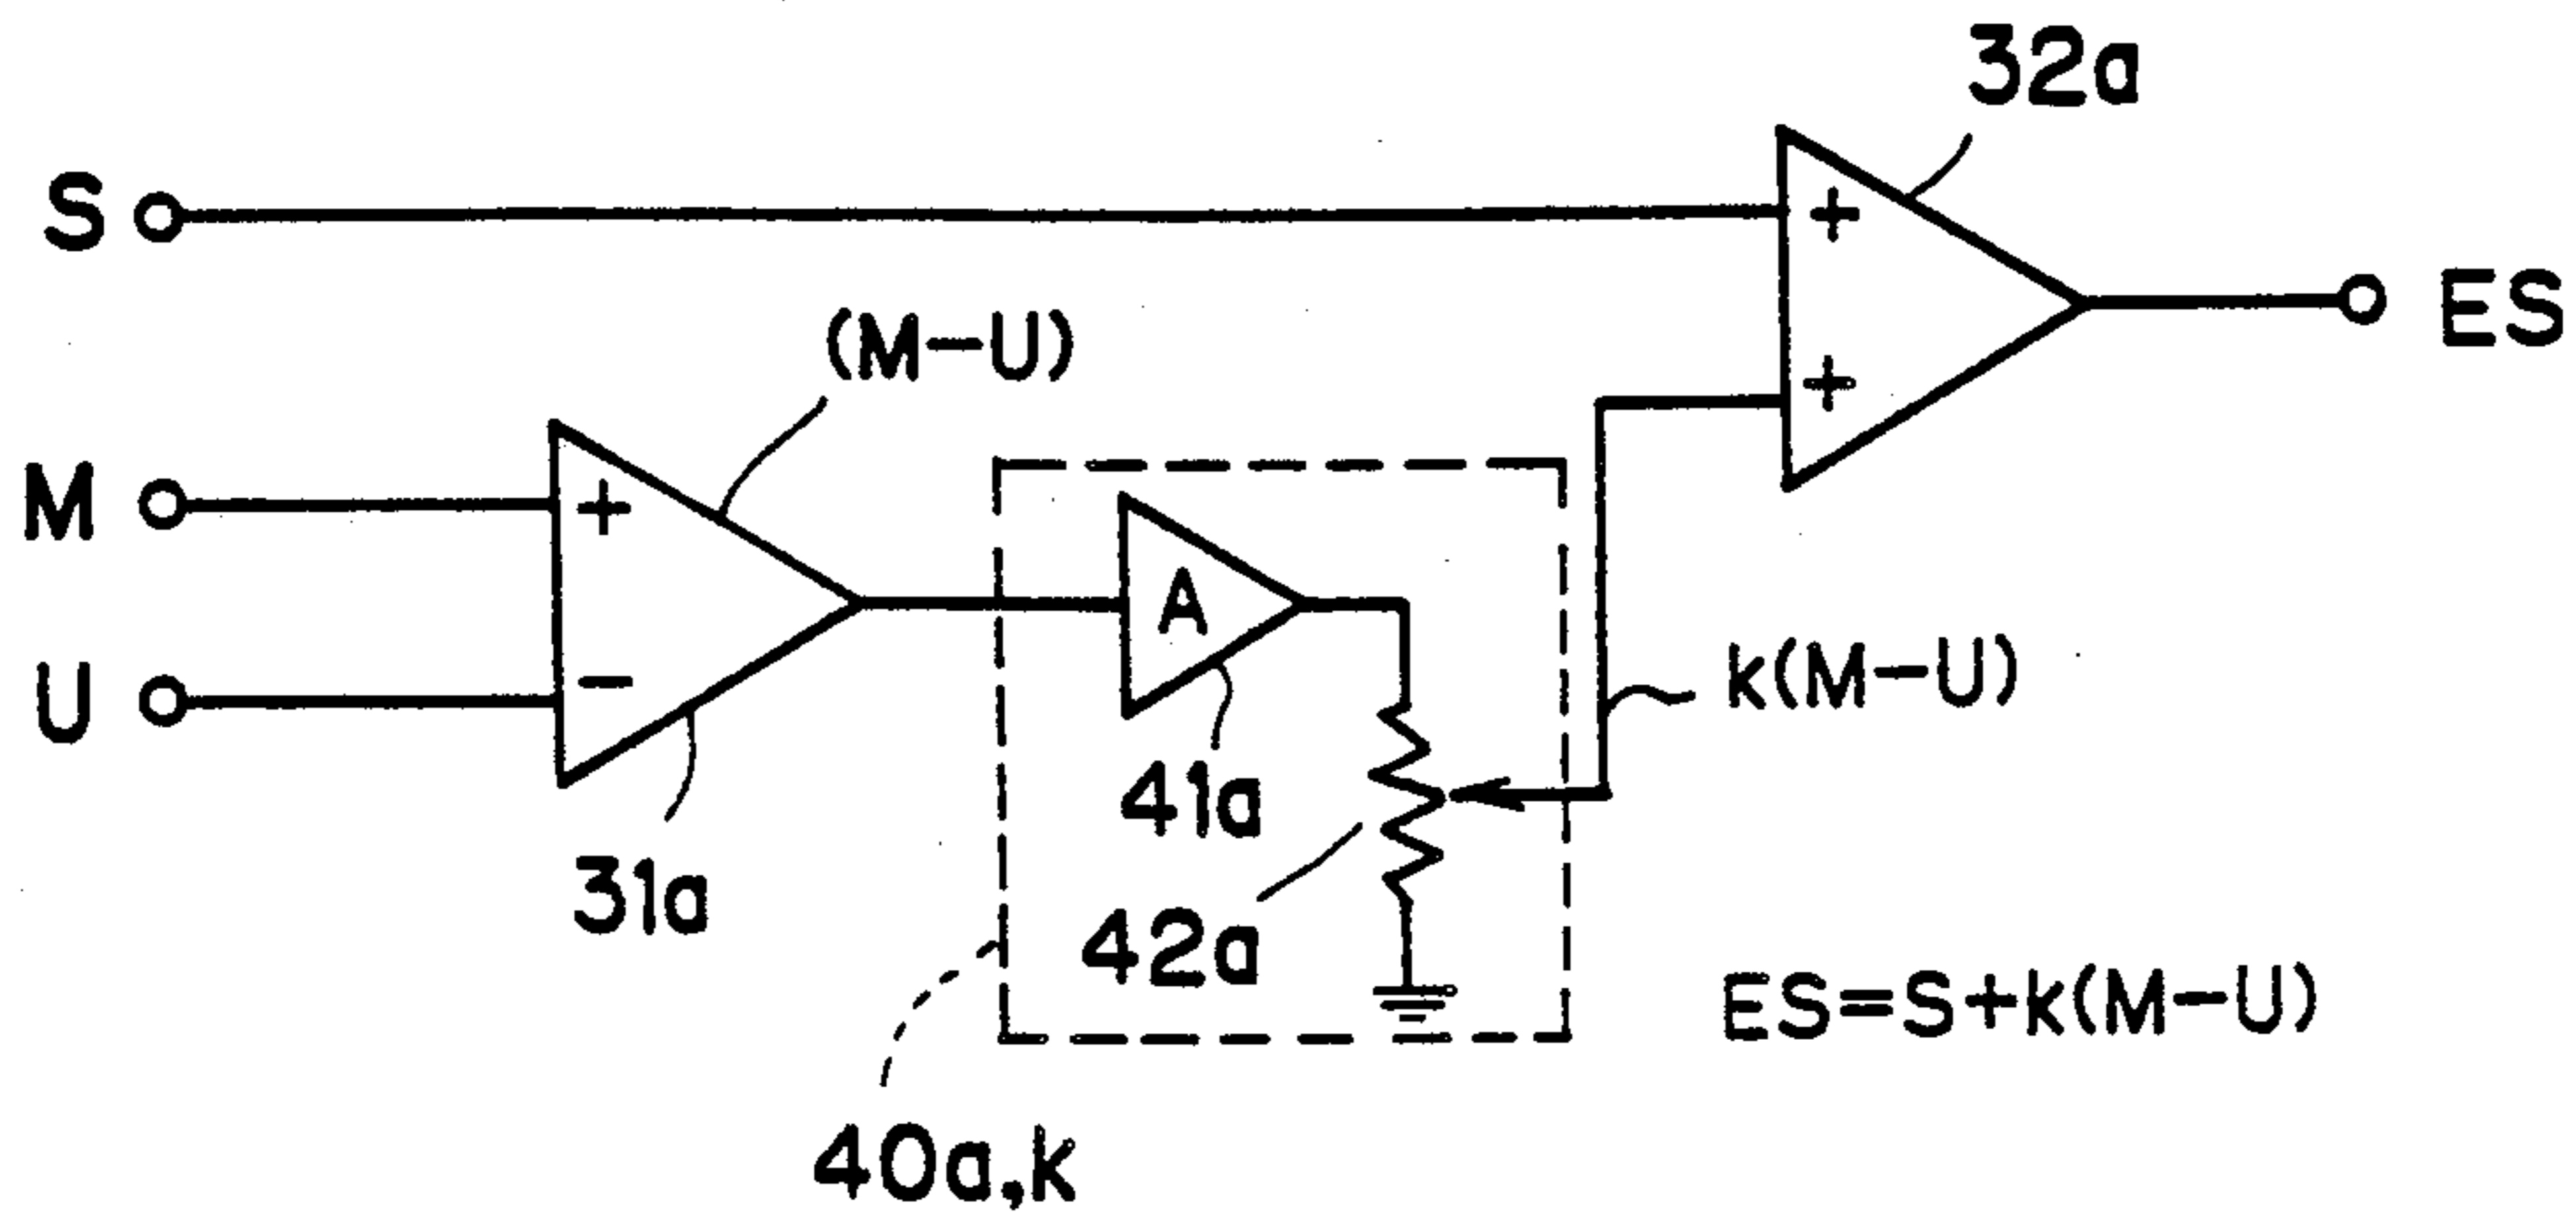 32a
S
+
ES
(M-U)
+
M
+
A
U
−
k(M-U)
41a
31a
42a
ES=S+k(M-U)
40a,k